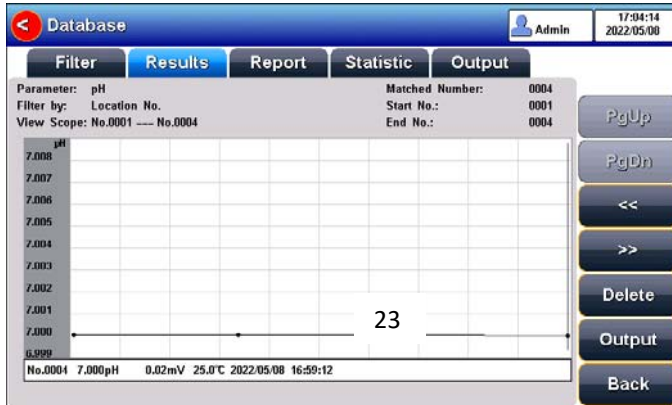 Database
Admin
17:04:14
2022/05/08
Filter
Results
Report
Statistic
Output
Parameter: pH
Matched Number: 0004
Filter by: Location No.
Start No.: 0001
View Scope: No.0001 --- No.0004
End No.: 0004
PgUp
PgDn
<<
>>
Delete
Output
Back
pH
7.008
7.007
7.006
7.005
7.004
7.003
7.002
7.001
7.000
6.999
23
No.0004 7.000pH 0.02mV 25.0℃ 2022/05/08 16:59:12